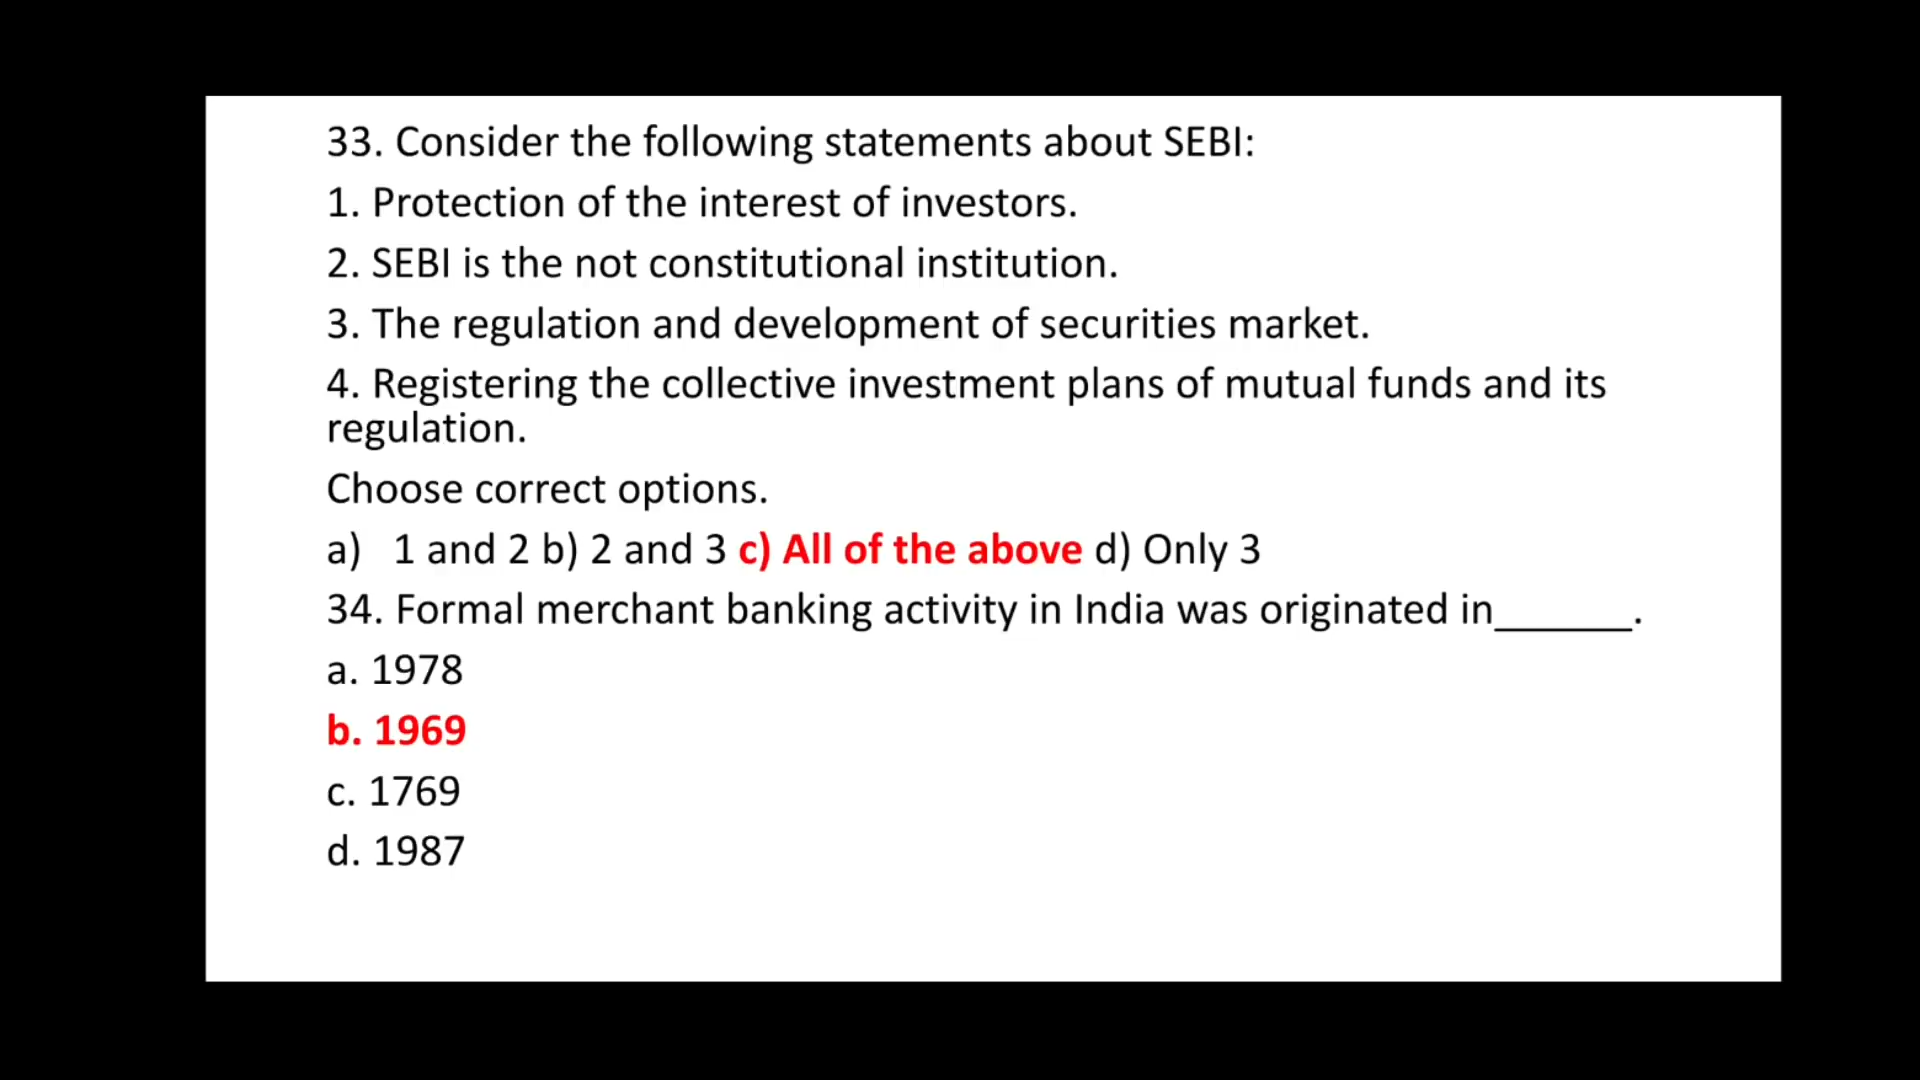 33. Consider the following statements about SEBI:
1. Protection of the interest of investors.
2. SEBI is the not constitutional institution.
3. The regulation and development of securities market.
4. Registering the collective investment plans of mutual funds and its
regulation.
Choose correct options.
a) 1 and 2 b) 2 and 3 c) All of the above d) Only 3
34. Formal merchant banking activity in India was originated in______.
a. 1978
b. 1969
c. 1769
d. 1987